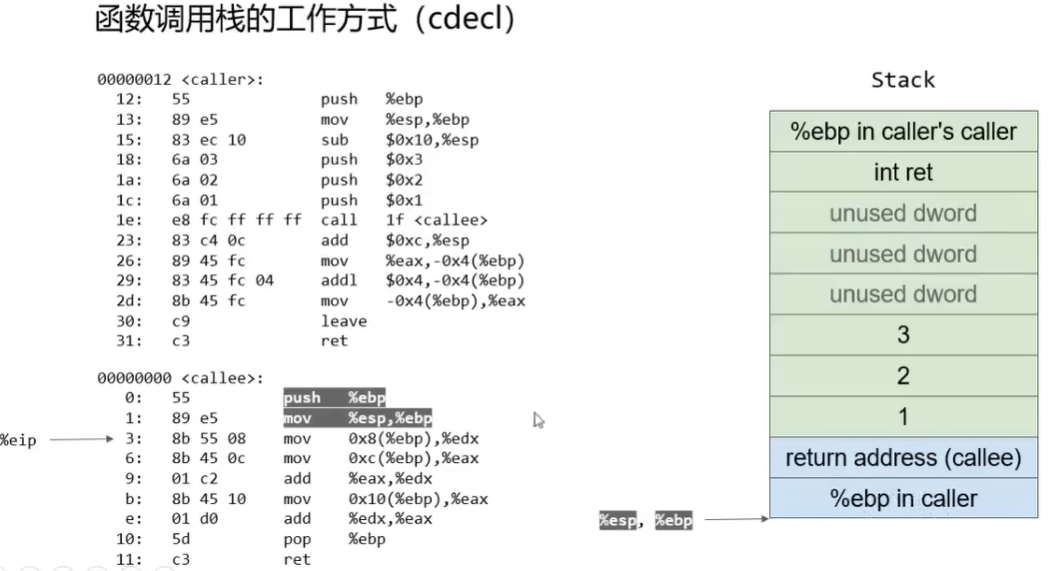 函数调用栈的工作方式（cdecl）
00000012 <caller>:
12: 55 push %ebp
13: 89 e5 mov %esp,%ebp
15: 83 ec 10 sub $0x10,%esp
18: 6a 03 push $0x3
1a: 6a 02 push $0x2
1c: 6a 01 push $0x1
1e: e8 fc ff ff ff call 1f <callee>
23: 83 c4 0c add $0xc,%esp
26: 89 45 fc mov %eax,-0x4(%ebp)
29: 83 45 fc 04 addl $0x4,-0x4(%ebp)
2d: 8b 45 fc mov -0x4(%ebp),%eax
30: c9 leave
31: c3 ret
00000000 <callee>:
0: 55 push %ebp
1: 89 e5 mov %esp,%ebp
%eip
3: 8b 55 08 mov 0x8(%ebp),%edx
6: 8b 45 0c mov 0xc(%ebp),%eax
9: 01 c2 add %eax,%edx
b: 8b 45 10 mov 0x10(%ebp),%eax
e: 01 d0 add %edx,%eax
10: 5d pop %ebp
11: c3 ret
Stack
%ebp in caller's caller
int ret
unused dword
unused dword
unused dword
3
2
1
return address (callee)
%ebp in caller
%esp, %ebp